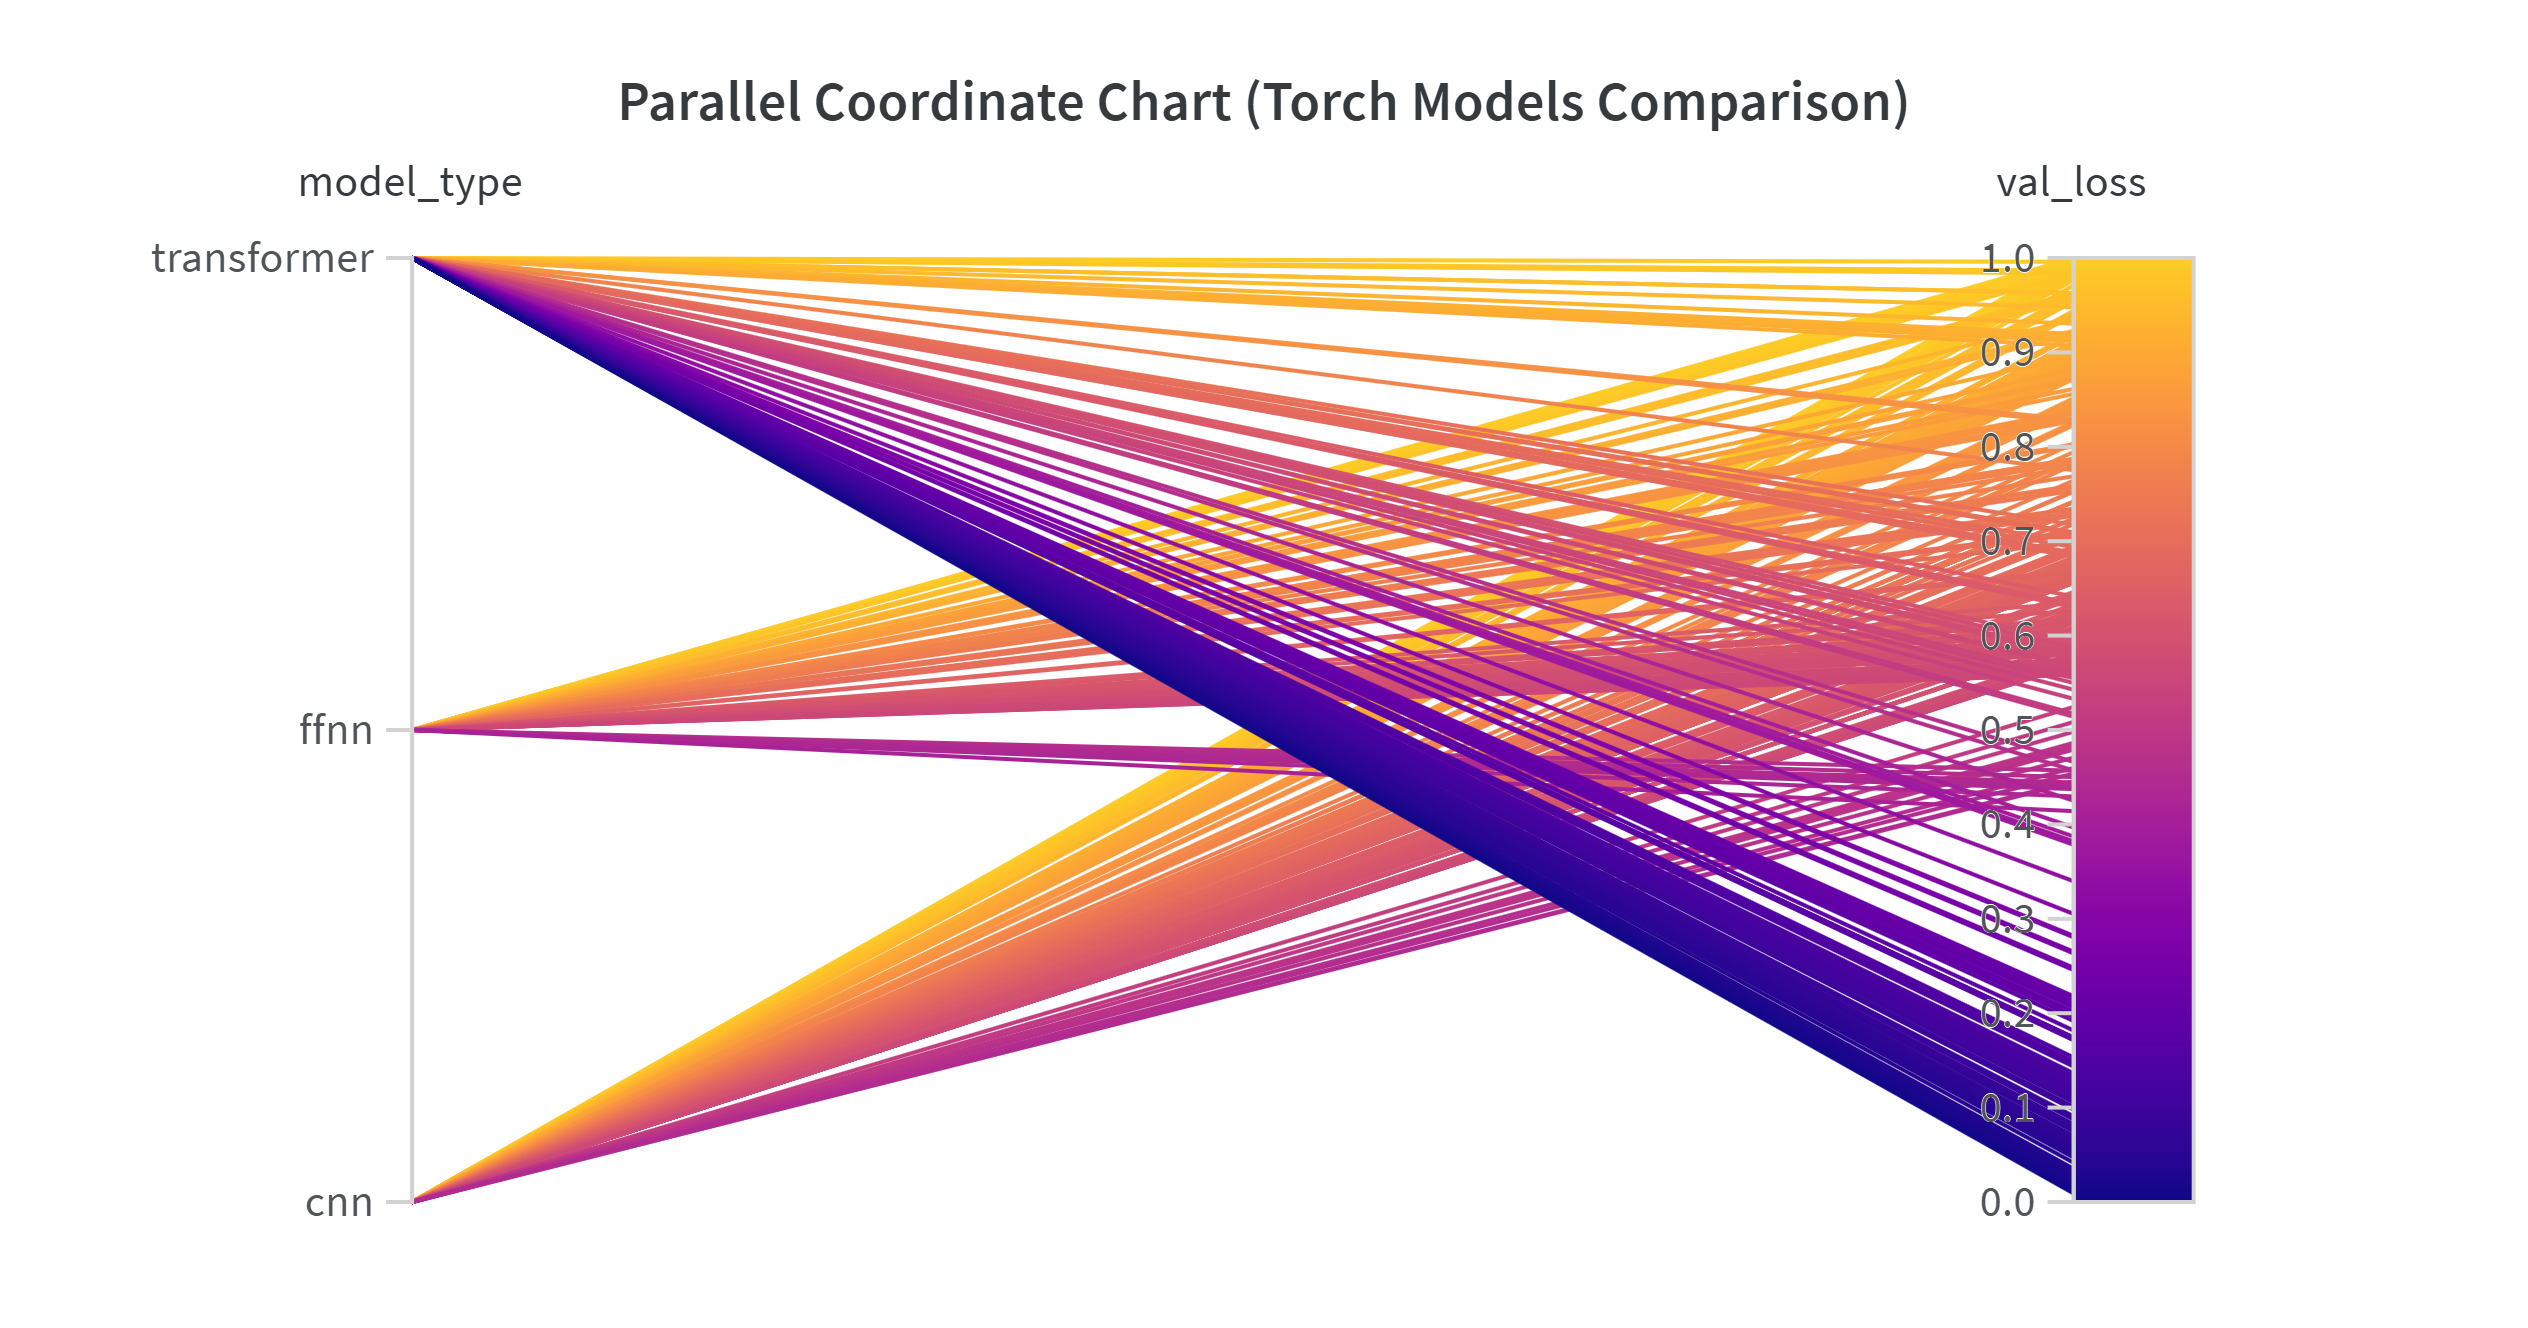 Parallel Coordinate Chart (Torch Models Comparison)
model_type
val_loss
transformer
ffnn
cnn
1.0
0.9
0.8
0.7
0.6
0.5
0.4
0.3
0.2
0.1
0.0